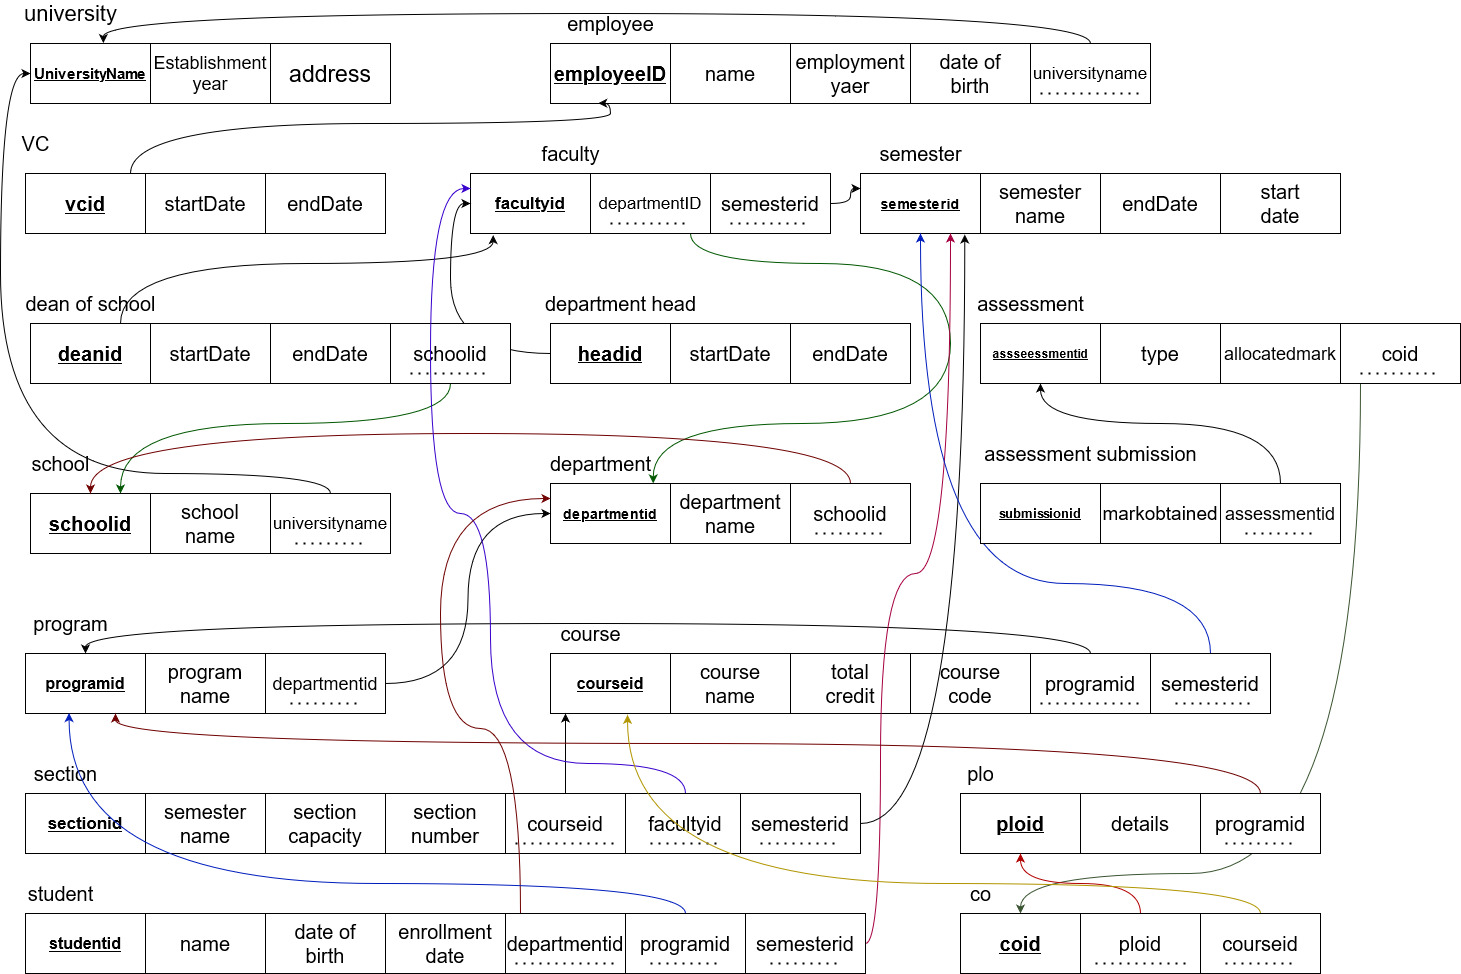 university
employee
UniversityName
Establishment
year
address
employeeID
name
employment
yaer
date of
birth
universityname
VC
faculty
semester
vcid
startDate
endDate
facultyid
departmentID
semesterid
semesterid
semester
name
endDate
start
date
dean of school
department head
assessment
deanid
startDate
endDate
schoolid
headid
startDate
endDate
assseessmentid
type
allocatedmark
coid
school
department
assessment submission
schoolid
school
name
universityname
departmentid
department
name
schoolid
submissionid
markobtained
assessmentid
program
course
programid
program
name
departmentid
courseid
course
name
total
credit
course
code
programid
semesterid
section
plo
sectionid
semester
name
section
capacity
section
number
courseid
facultyid
semesterid
ploid
details
programid
student
co
studentid
name
date of
birth
enrollment
date
departmentid
programid
semesterid
coid
ploid
courseid